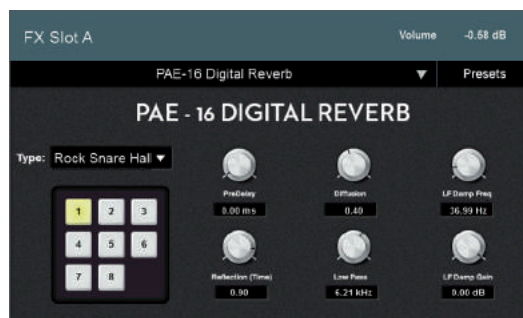 FX Slot A Volume -0.58 dB
PAE-16 Digital Reverb ▼ Presets
PAE - 16 DIGITAL REVERB
Type: Rock Snare Hall ▼
PreDelay Diffusion LF Damp Freq
0.00 ms 0.40 36.99 Hz
1 2 3
4 5 6
7 8
Reflection (Time) Low Pass LF Damp Gain
0.90 6.21 kHz 0.00 dB